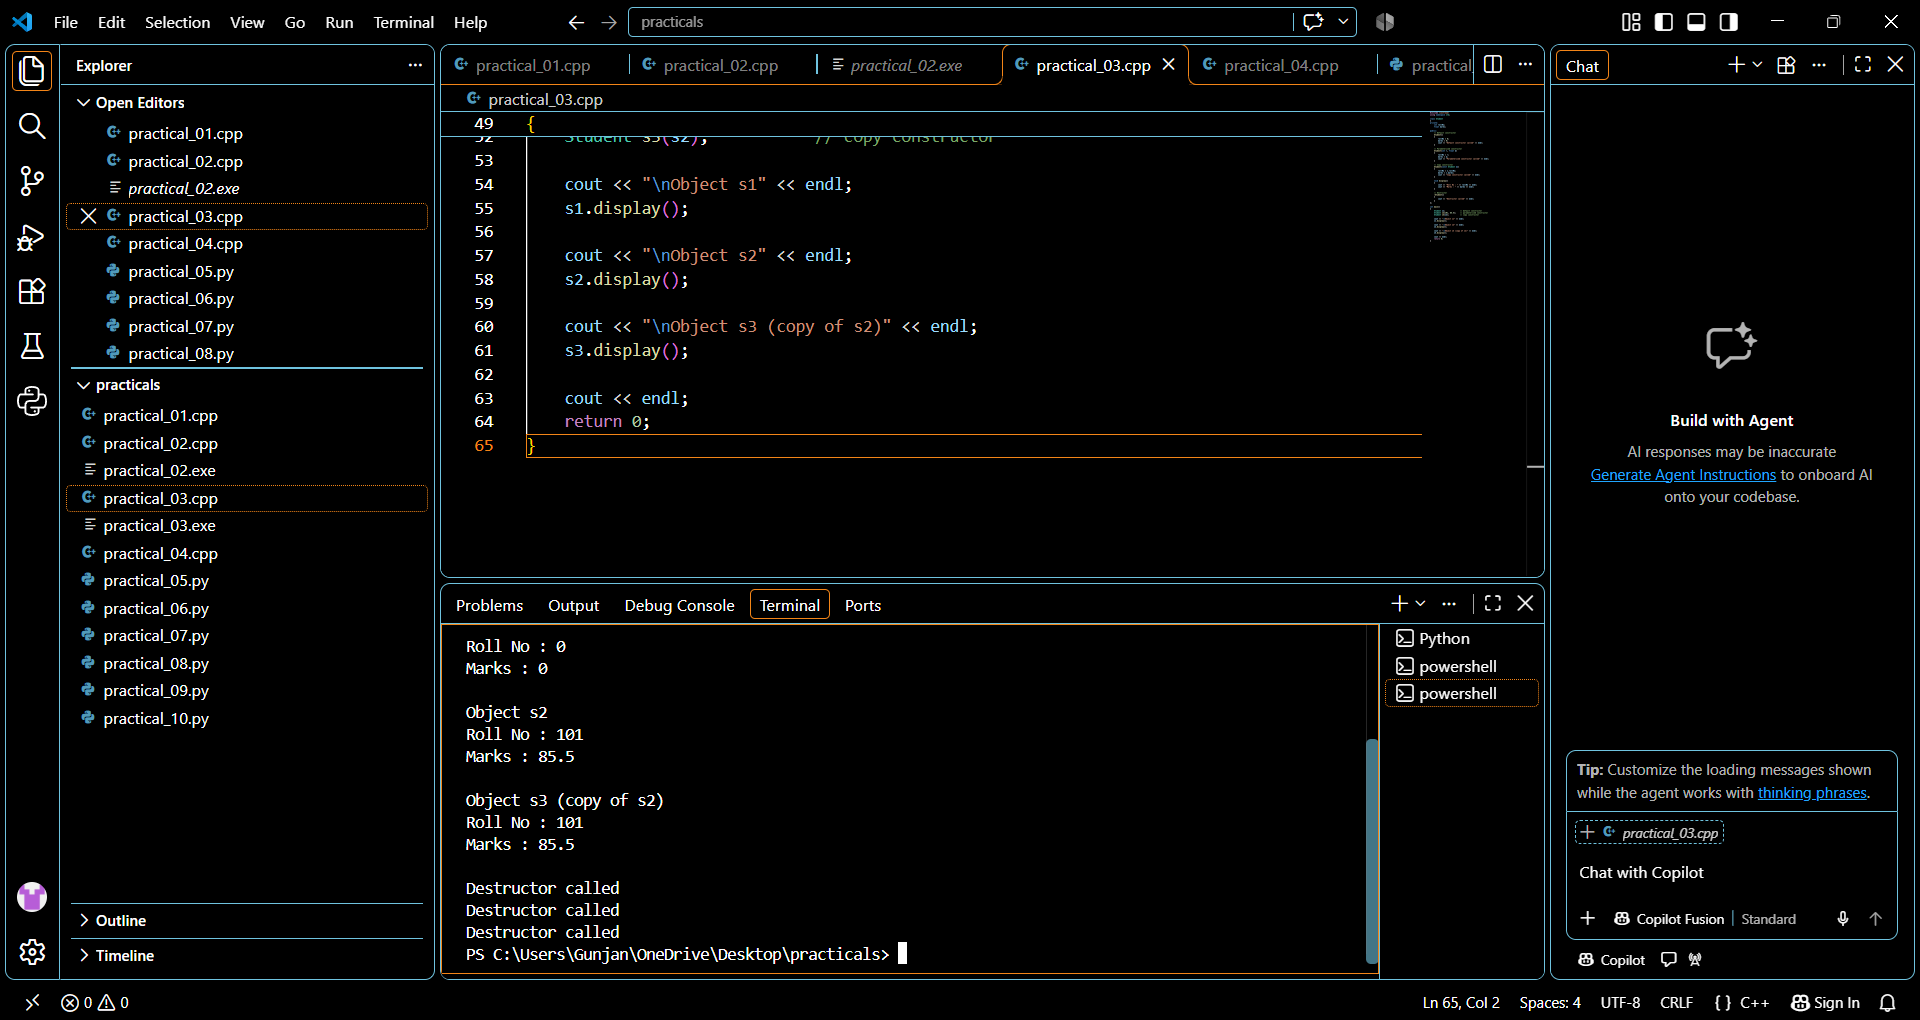 File Edit Selection View Go Run Terminal Help
practicals
Explorer
Open Editors
practical_01.cpp
practical_02.cpp
practical_02.exe
practical_03.cpp
practical_04.cpp
practical_05.py
practical_06.py
practical_07.py
practical_08.py
practicals
practical_01.cpp
practical_02.cpp
practical_02.exe
practical_03.cpp
practical_03.exe
practical_04.cpp
practical_05.py
practical_06.py
practical_07.py
practical_08.py
practical_09.py
practical_10.py
Outline
Timeline
practical_01.cpp practical_02.cpp practical_02.exe practical_03.cpp practical_04.cpp practical
practical_03.cpp
49 {
52 Student s3(s2); // copy constructor
53
54 cout << "\nObject s1" << endl;
55 s1.display();
56
57 cout << "\nObject s2" << endl;
58 s2.display();
59
60 cout << "\nObject s3 (copy of s2)" << endl;
61 s3.display();
62
63 cout << endl;
64 return 0;
65 }
Problems Output Debug Console Terminal Ports
Roll No : 0
Marks : 0
Object s2
Roll No : 101
Marks : 85.5
Object s3 (copy of s2)
Roll No : 101
Marks : 85.5
Destructor called
Destructor called
Destructor called
PS C:\Users\Gunjan\OneDrive\Desktop\practicals>
Python
powershell
powershell
Chat
Build with Agent
AI responses may be inaccurate
Generate Agent Instructions to onboard AI
onto your codebase.
Tip: Customize the loading messages shown
while the agent works with thinking phrases.
practical_03.cpp
Chat with Copilot
Copilot Fusion Standard
Copilot
0 0
Ln 65, Col 2 Spaces: 4 UTF-8 CRLF {} C++ Sign In